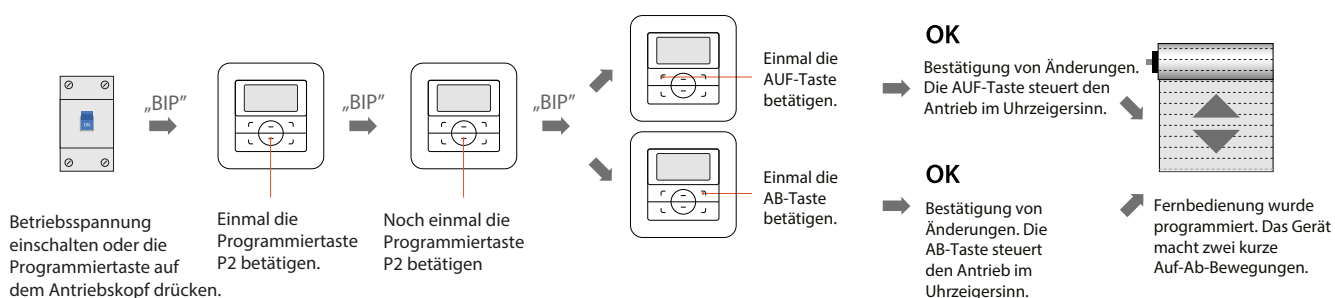 ON
„BIP”
„BIP”
„BIP”
Betriebsspannung
einschalten oder die
Programmiertaste auf
dem Antriebskopf drücken.
Einmal die
Programmiertaste
P2 betätigen.
Noch einmal die
Programmiertaste
P2 betätigen
Einmal die
AUF-Taste
betätigen.
Einmal die
AB-Taste
betätigen.
OK
Bestätigung von Änderungen.
Die AUF-Taste steuert den
Antrieb im Uhrzeigersinn.
OK
Bestätigung von
Änderungen. Die
AB-Taste steuert
den Antrieb im
Uhrzeigersinn.
Fernbedienung wurde
programmiert. Das Gerät
macht zwei kurze
Auf-Ab-Bewegungen.